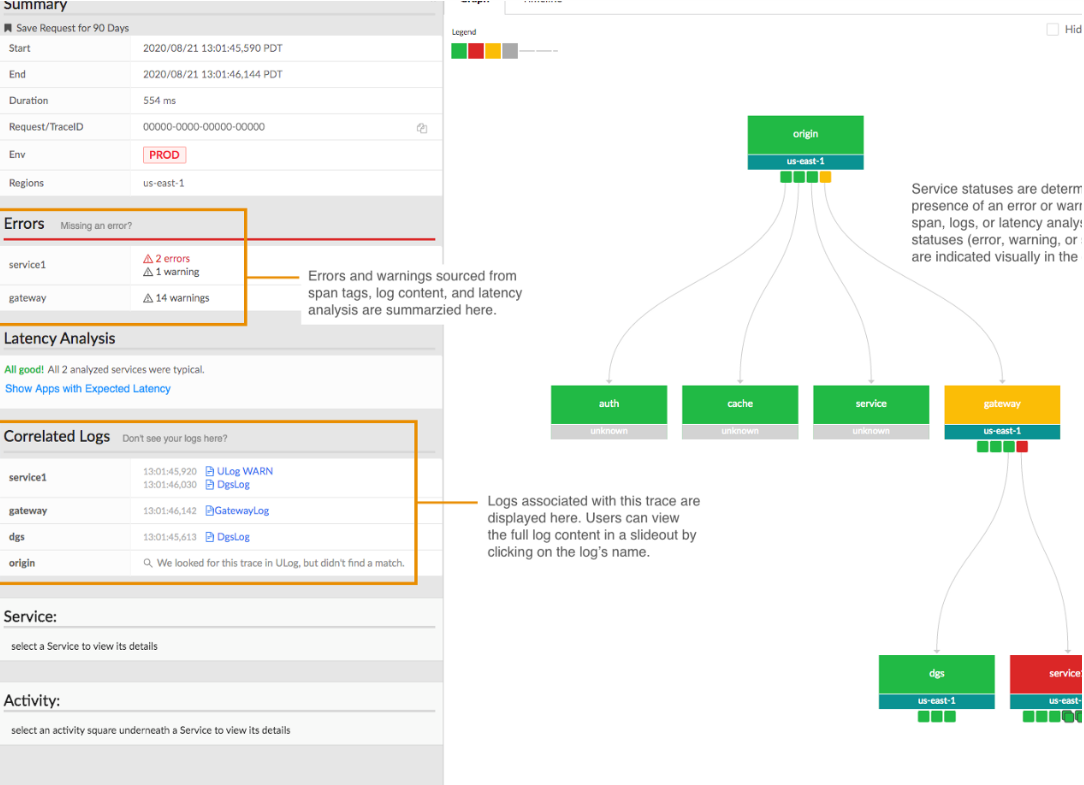 Summary
Save Request for 90 Days
Start 2020/08/21 13:01:45,590 PDT
End 2020/08/21 13:01:46,144 PDT
Duration 554 ms
Request/TraceID 00000-0000-00000-00000
Env PROD
Regions us-east-1
Errors Missing an error?
service1 2 errors
1 warning
gateway 14 warnings
Errors and warnings sourced from
span tags, log content, and latency
analysis are summarzied here.
Latency Analysis
All good! All 2 analyzed services were typical.
Show Apps with Expected Latency
Correlated Logs Don't see your logs here?
service1 13:01:45,920 ULog WARN
13:01:46,030 DgsLog
gateway 13:01:46,142 GatewayLog
dgs 13:01:45,613 DgsLog
origin We looked for this trace in ULog, but didn't find a match.
Logs associated with this trace are
displayed here. Users can view
the full log content in a slideout by
clicking on the log's name.
Service:
select a Service to view its details
Activity:
select an activity square underneath a Service to view its details
Graph Timeline
Legend
Hid
origin
us-east-1
Service statuses are determ
presence of an error or warn
span, logs, or latency analys
statuses (error, warning, or
are indicated visually in the
auth
unknown
cache
unknown
service
unknown
gateway
us-east-1
dgs
us-east-1
service1
us-east-